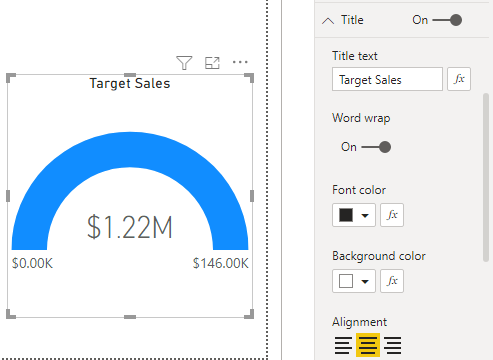 Target Sales
$1.22M
$0.00K
$146.00K
Title
On
Title text
Target Sales
fx
Word wrap
On
Font color
fx
Background color
fx
Alignment